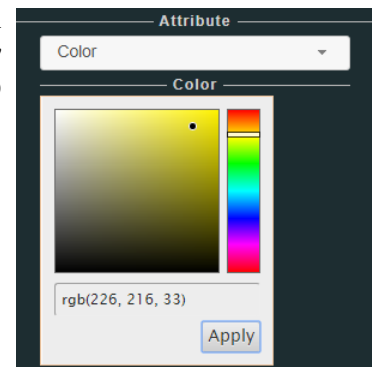 Attribute
Color
Color
rgb(226, 216, 33)
Apply